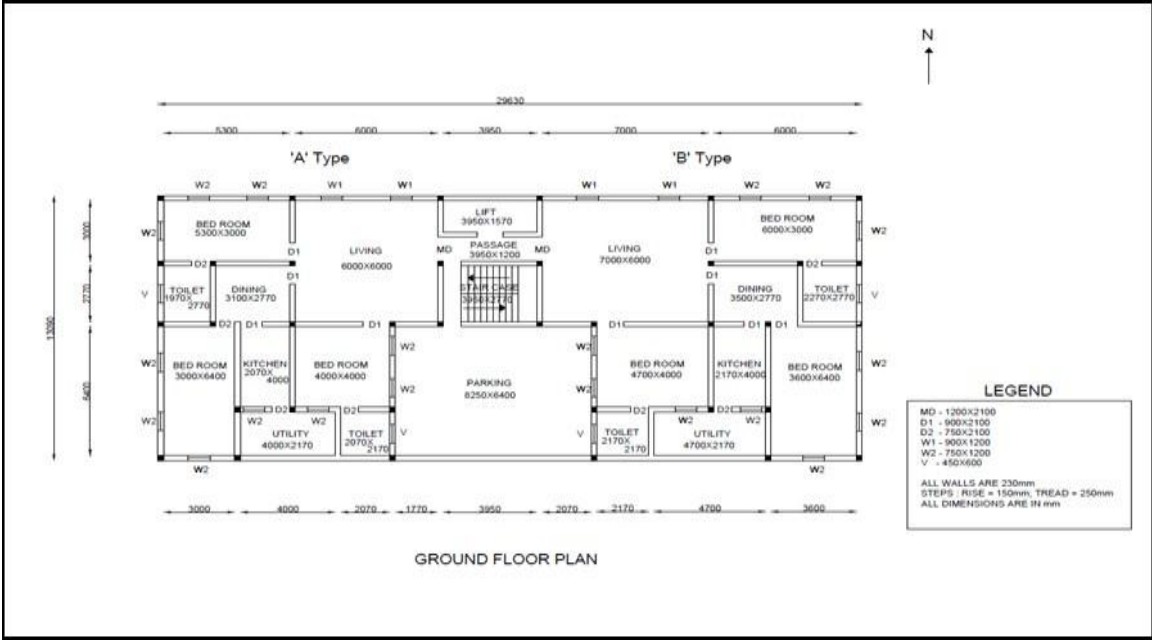 N
29630
5300 6000 3950 7000 6000
'A' Type 'B' Type
W2 W2 W1 W1 W1 W1 W2 W2
13090
3000
2770
6400
W2
BED ROOM
5300X3000
D1
LIVING
6000X6000
LIFT
3950X1570
MD
PASSAGE
3950X1200
MD
LIVING
7000X6000
D1
BED ROOM
6000X3000
W2
V
D2
TOILET
1970X
2770
DINING
3100X2770
D1
STAIR CASE
3950X2770
D1
DINING
3500X2770
D2
TOILET
2270X2770
V
D2 D1 D1 D1 D1 D1
W2
BED ROOM
3000X6400
KITCHEN
2070X
4000
BED ROOM
4000X4000
W2
W2
PARKING
8250X6400
W2
W2
BED ROOM
4700X4000
KITCHEN
2170X4000
BED ROOM
3600X6400
W2
W2
D2
W2
W2
D2
D2
W2
D2
W2
W2
UTILITY
4000X2170
TOILET
2070X
2170
V
V
TOILET
2170X
2170
UTILITY
4700X2170
W2 W2
3000 4000 2070 1770 3950 2070 2170 4700 3600
GROUND FLOOR PLAN
LEGEND
MD - 1200X2100
D1 - 900X2100
D2 - 750X2100
W1 - 900X1200
W2 - 750X1200
V - 450X600
ALL WALLS ARE 230mm
STEPS : RISE = 150mm, TREAD = 250mm
ALL DIMENSIONS ARE IN mm